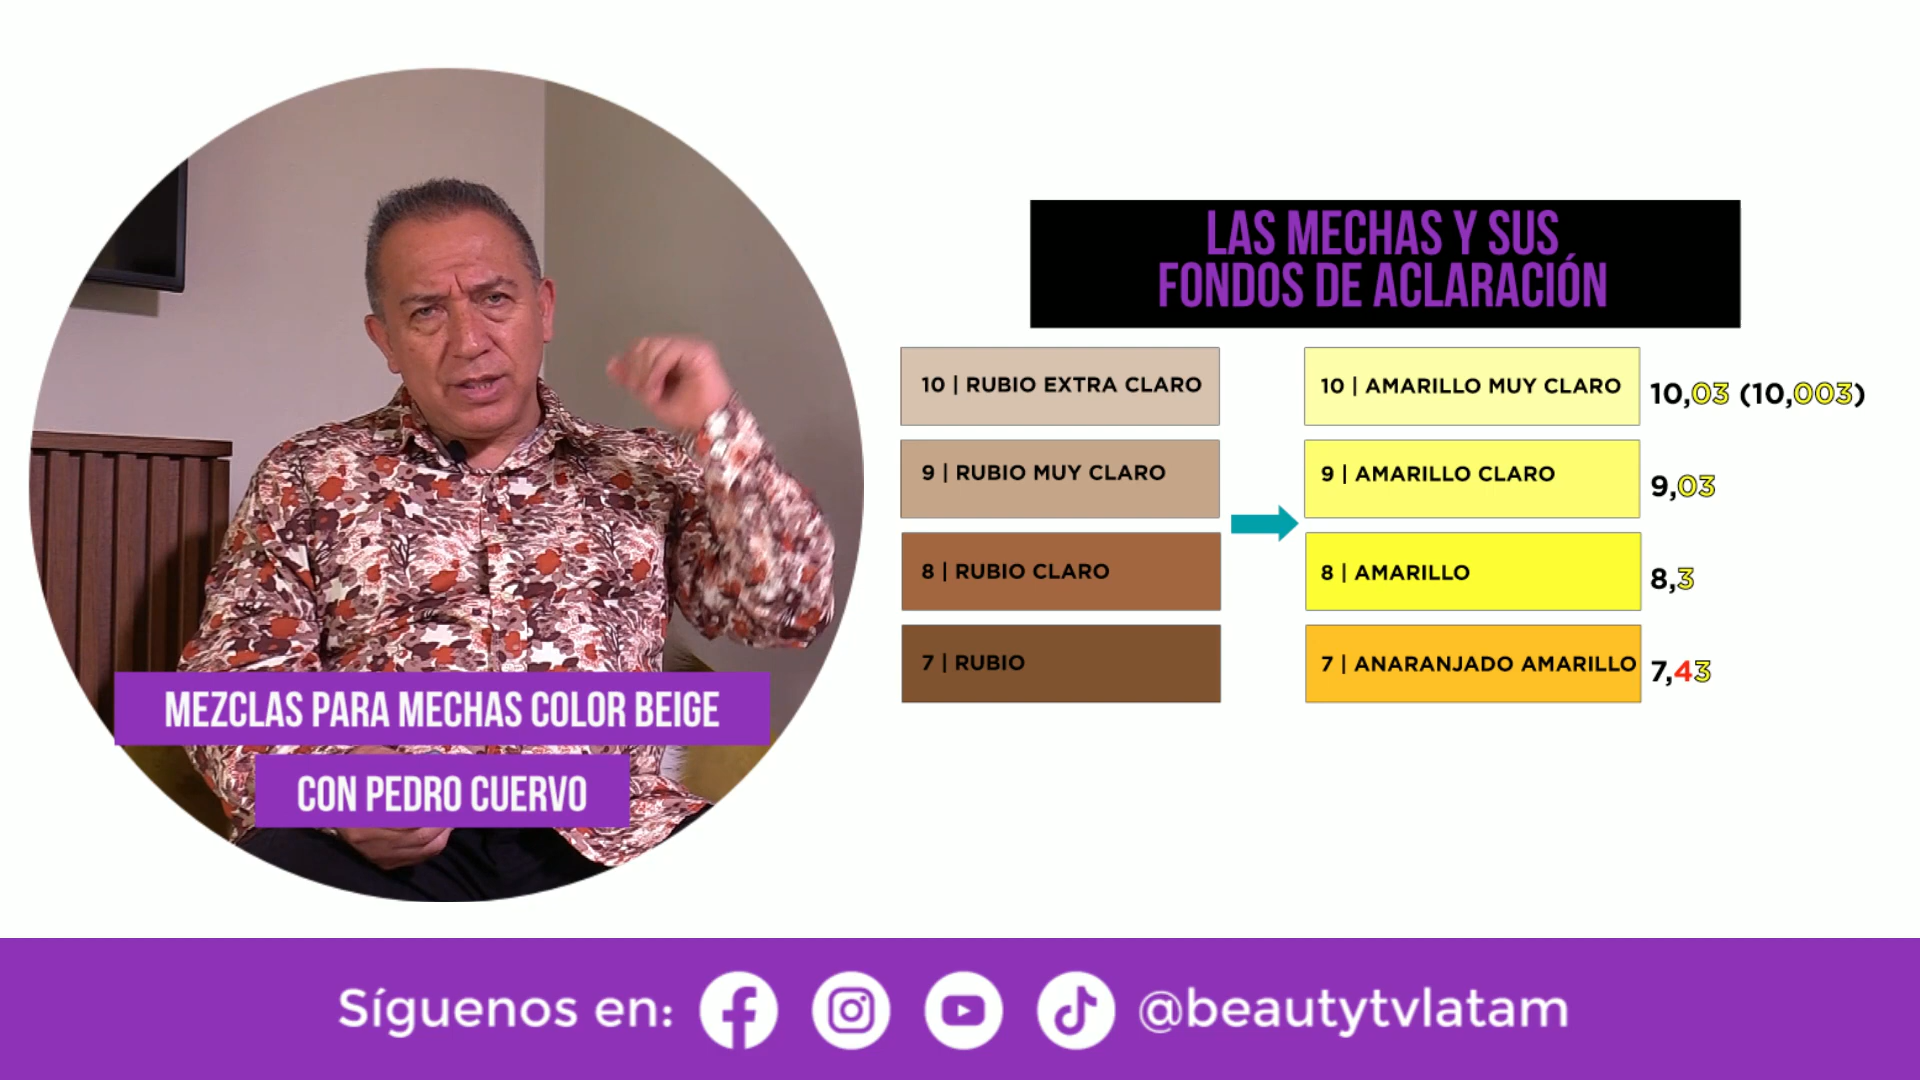 LAS MECHAS Y SUS
FONDOS DE ACLARACIÓN
10 | RUBIO EXTRA CLARO
10 | AMARILLO MUY CLARO
10,03 (10,003)
9 | RUBIO MUY CLARO
9 | AMARILLO CLARO
9,03
8 | RUBIO CLARO
8 | AMARILLO
8,3
7 | RUBIO
7 | ANARANJADO AMARILLO
7,43
MEZCLAS PARA MECHAS COLOR BEIGE
CON PEDRO CUERVO
Síguenos en: @beautytvlatam